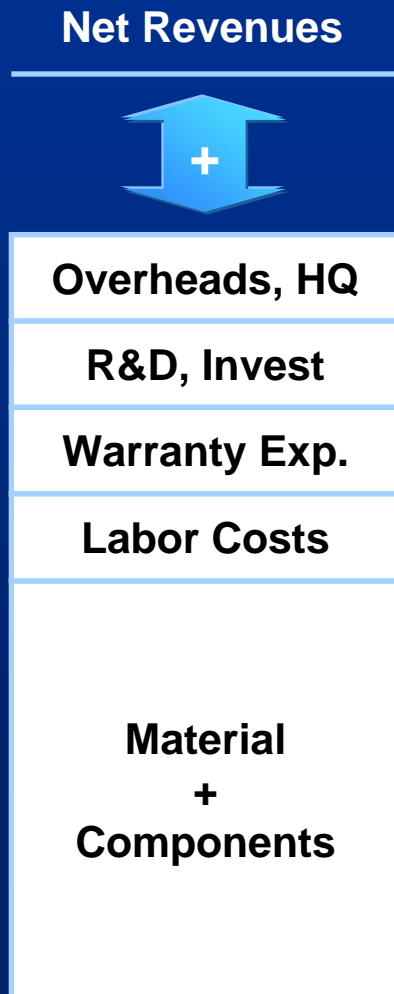 Net Revenues
+
Overheads, HQ
R&D, Invest
Warranty Exp.
Labor Costs
Material
+
Components